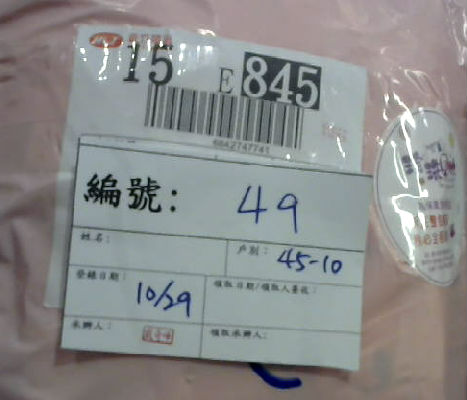 15 E 845
6842747741
編號: 49
姓名:
戶別: 45-10
登錄日期: 10/29
領取日期/領取人簽收:
承辦人:
領取承辦人: